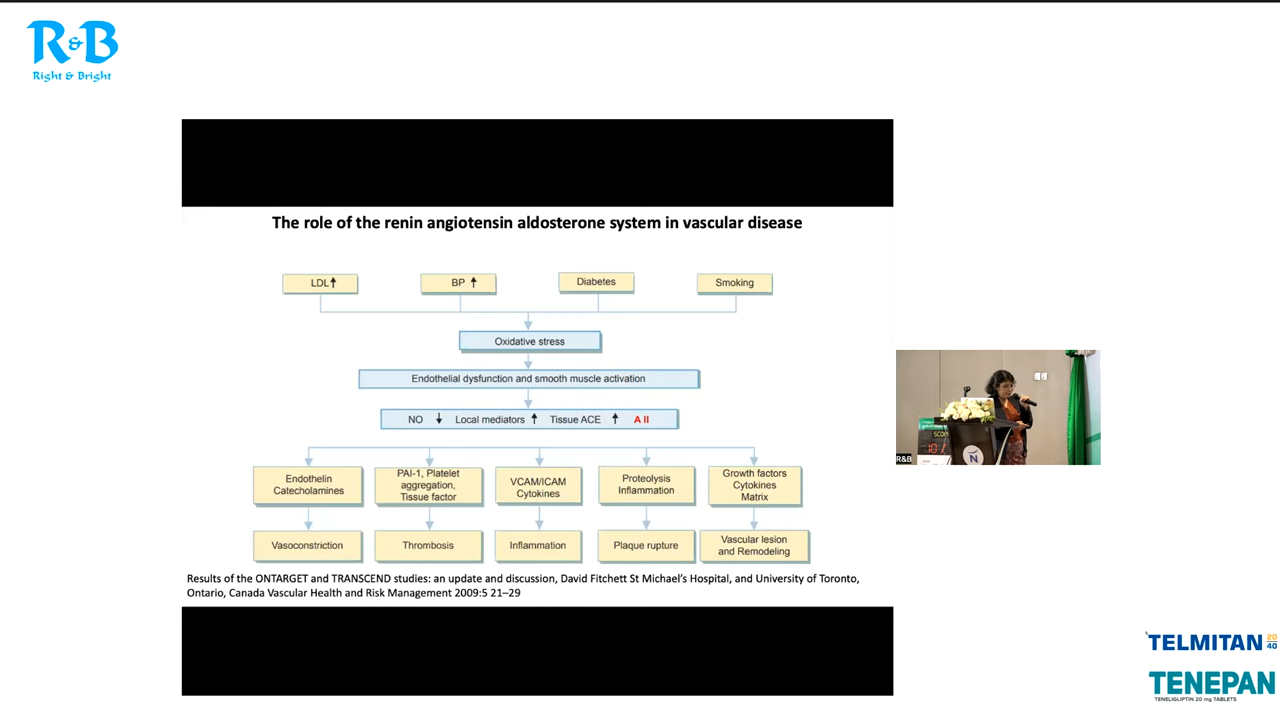 R&B
Right & Bright
The role of the renin angiotensin aldosterone system in vascular disease
LDL↑
BP ↑
Diabetes
Smoking
Oxidative stress
Endothelial dysfunction and smooth muscle activation
NO ↓ Local mediators ↑ Tissue ACE ↑ A II
Endothelin
Catecholamines
PAI-1, Platelet
aggregation,
Tissue factor
VCAM/ICAM
Cytokines
Proteolysis
Inflammation
Growth factors
Cytokines
Matrix
Vasoconstriction
Thrombosis
Inflammation
Plaque rupture
Vascular lesion
and Remodeling
Results of the ONTARGET and TRANSCEND studies: an update and discussion, David Fitchett St Michael's Hospital, and University of Toronto,
Ontario, Canada Vascular Health and Risk Management 2009:5 21–29
R&B
N
TELMITAN 20
40
TENEPAN
TENELIGLIPTIN 20 mg TABLETS